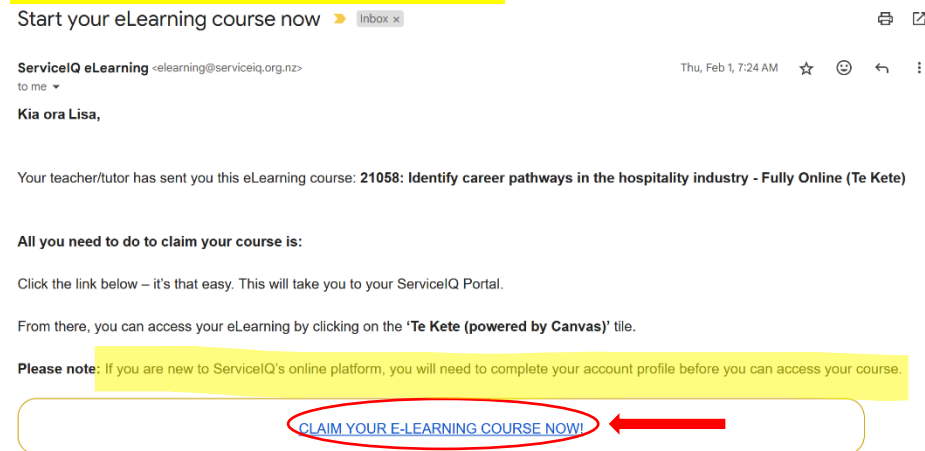 Start your eLearning course now Inbox ×
ServiceIQ eLearning <elearning@serviceiq.org.nz> Thu, Feb 1, 7:24 AM
to me
Kia ora Lisa,
Your teacher/tutor has sent you this eLearning course: 21058: Identify career pathways in the hospitality industry - Fully Online (Te Kete)
All you need to do to claim your course is:
Click the link below – it's that easy. This will take you to your ServiceIQ Portal.
From there, you can access your eLearning by clicking on the 'Te Kete (powered by Canvas)' tile.
Please note: If you are new to ServiceIQ's online platform, you will need to complete your account profile before you can access your course.
CLAIM YOUR E-LEARNING COURSE NOW!